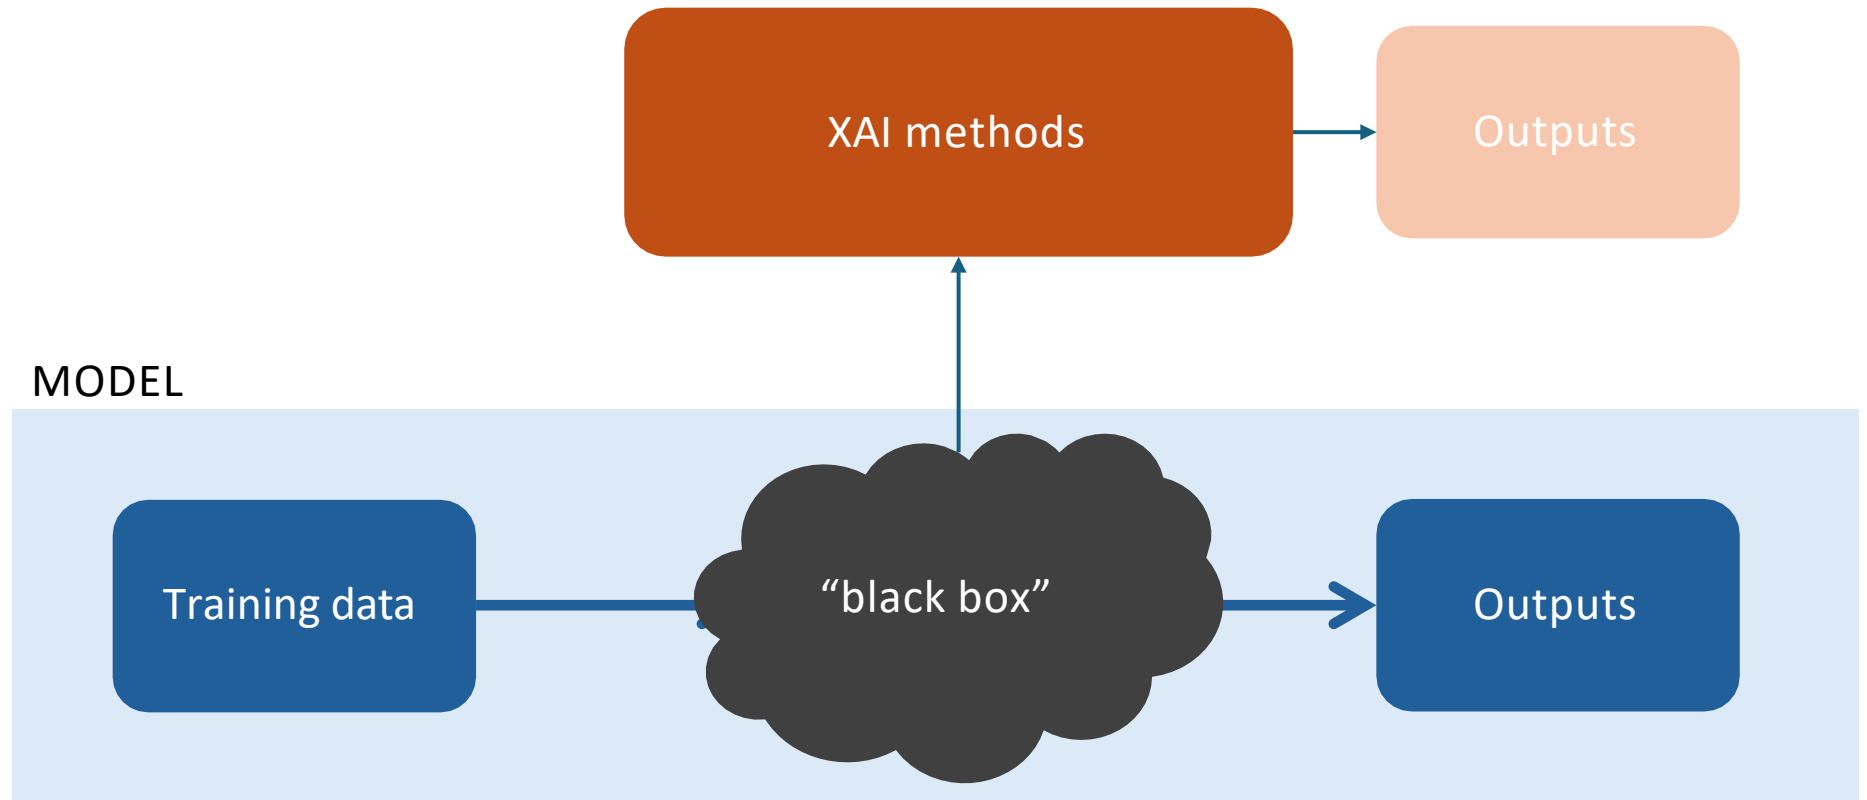 XAI methods
Outputs
MODEL
Training data
“black box”
Outputs